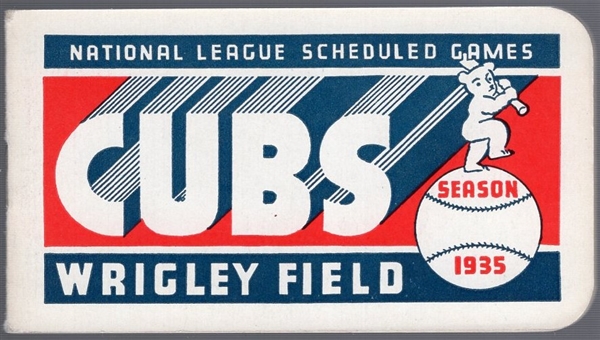 NATIONAL LEAGUE SCHEDULED GAMES
CUBS
SEASON
1935
WRIGLEY FIELD